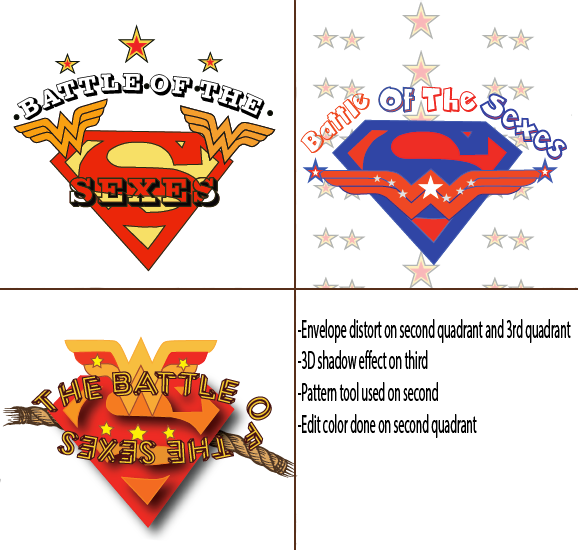 ·BATTLE·OF·THE·
SEXES
Battle Of The Sexes
THE BATTLE OF THE SEXES
-Envelope distort on second quadrant and 3rd quadrant
-3D shadow effect on third
-Pattern tool used on second
-Edit color done on second quadrant